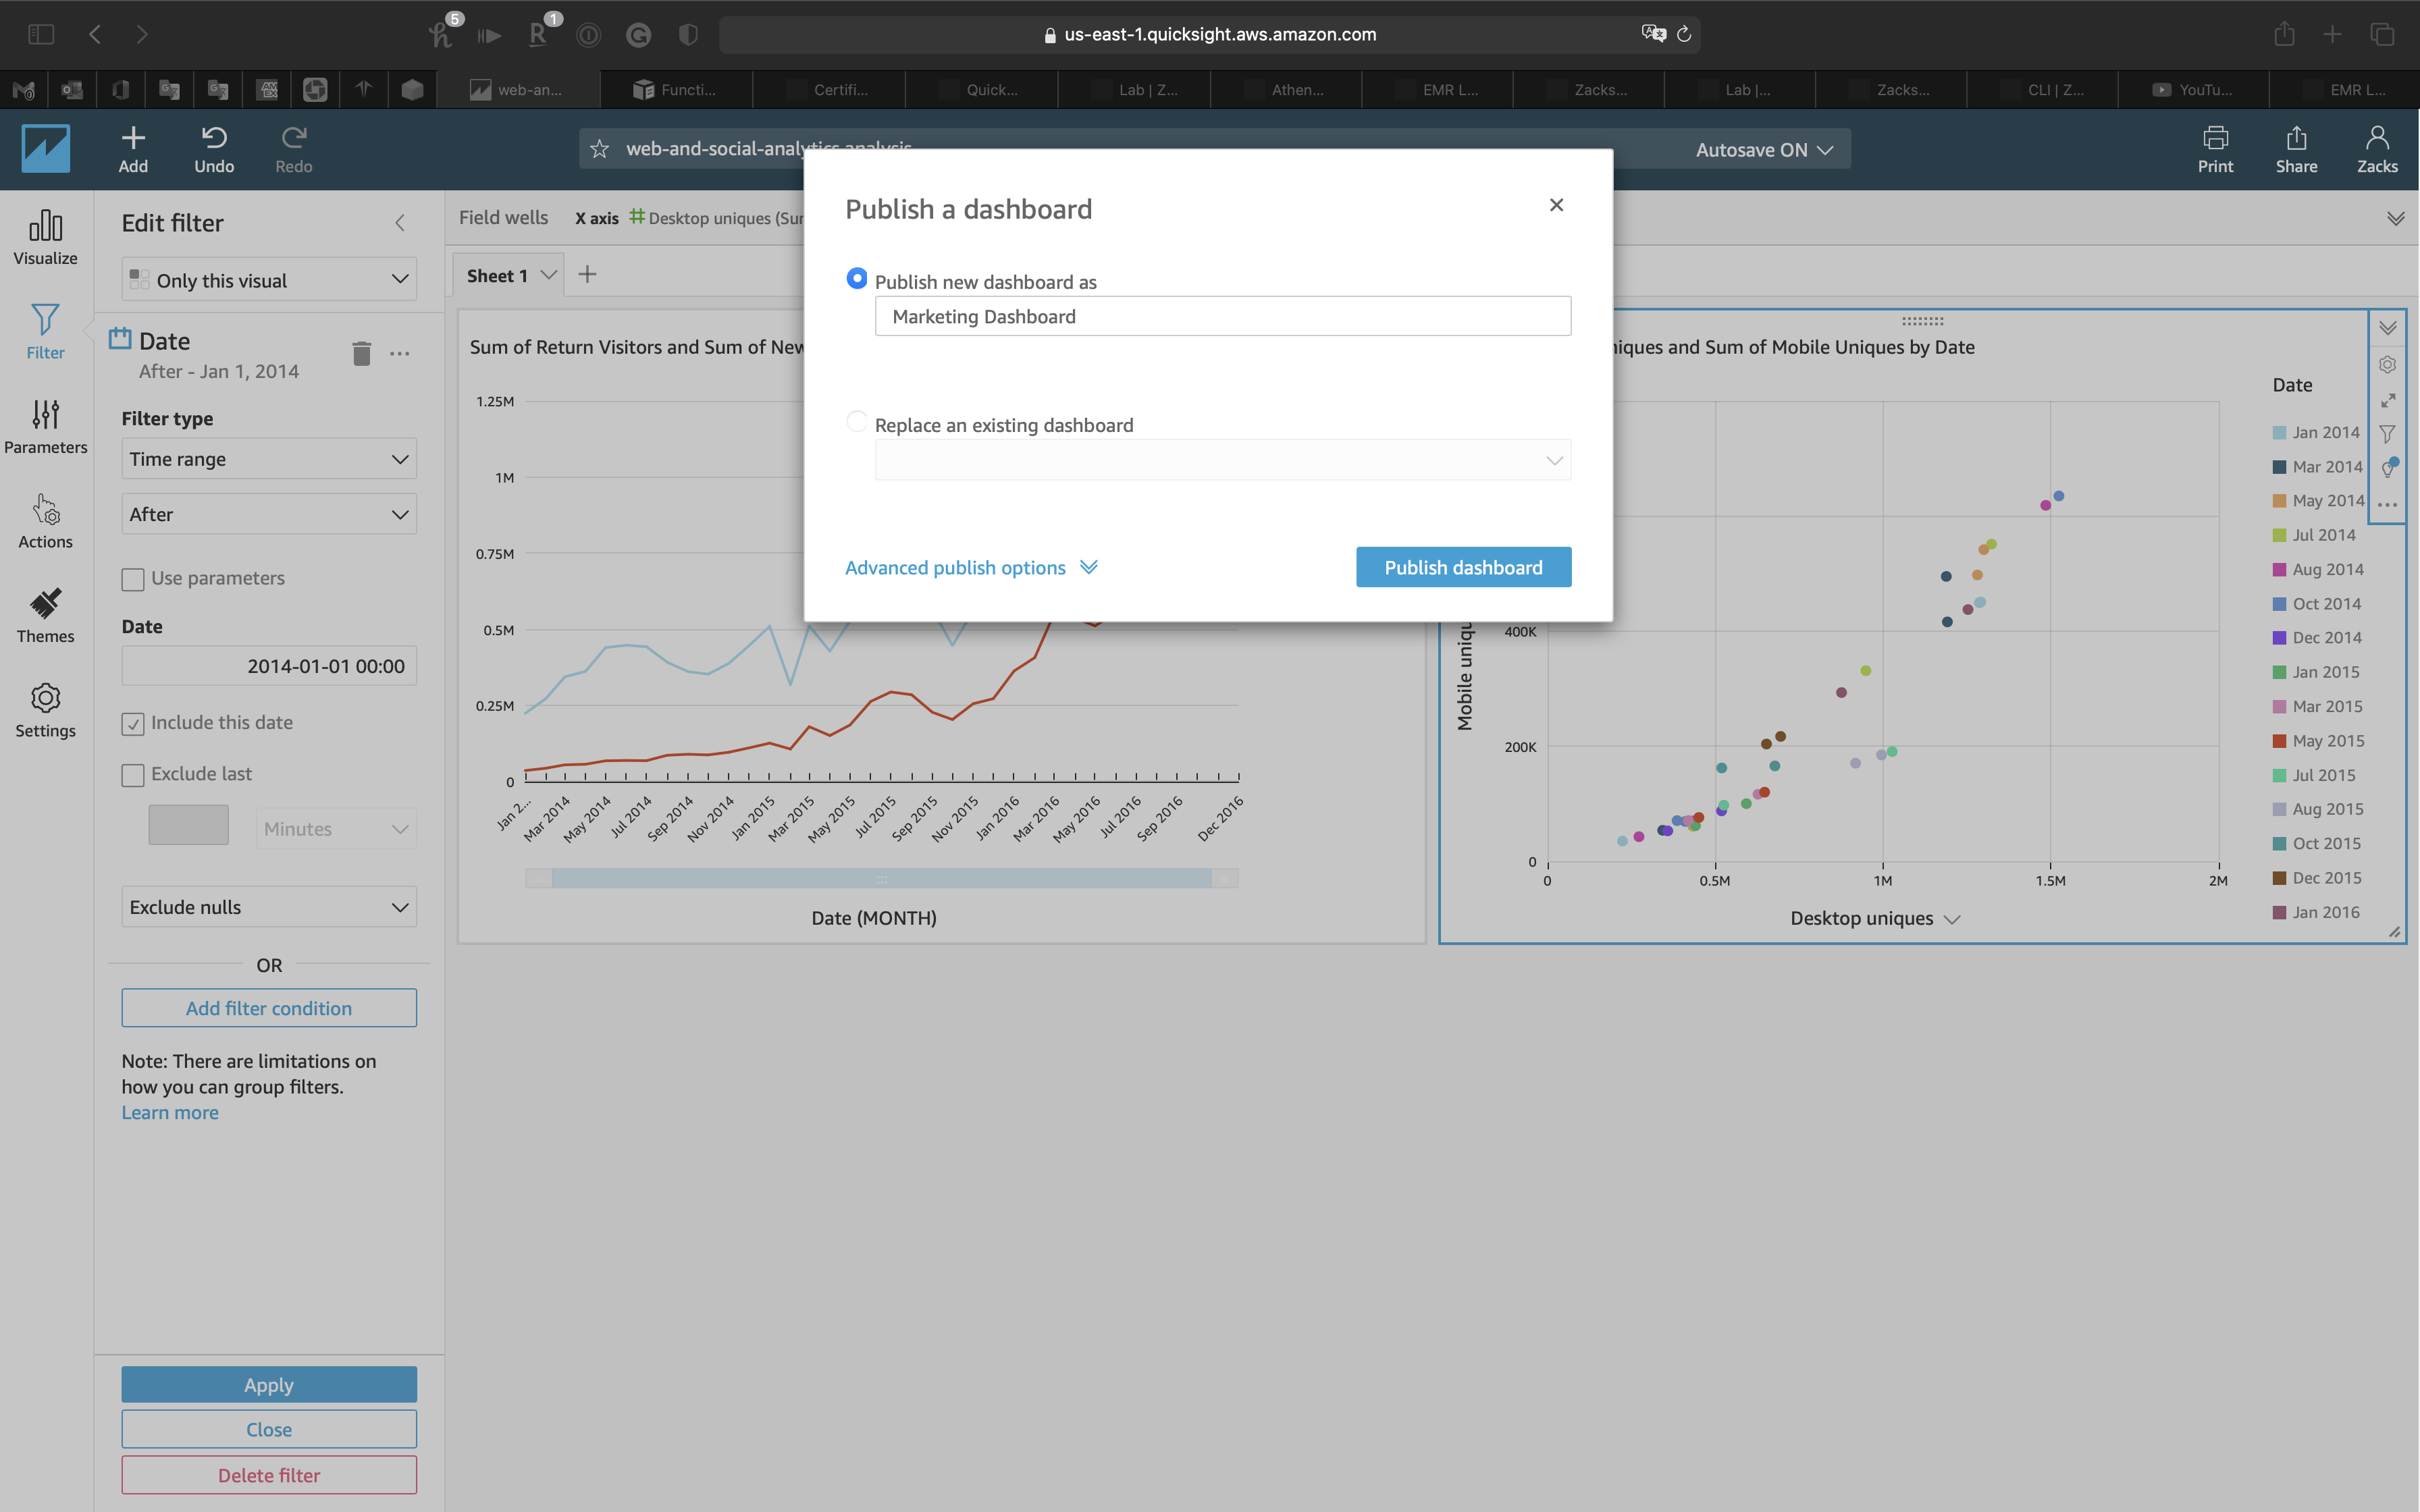 5
1
us-east-1.quicksight.aws.amazon.com
web-an...
Functi...
Certifi...
Quick...
Lab | Z...
Athen...
EMR L...
Zacks...
Lab |...
Zacks...
CLI | Z...
YouTu...
EMR L...
Add
Undo
Redo
web-and-social-analytics analysis
Autosave ON
Print
Share
Zacks
Visualize
Filter
Parameters
Actions
Themes
Settings
Edit filter
Only this visual
Date
After - Jan 1, 2014
Filter type
Time range
After
Use parameters
Date
2014-01-01 00:00
Include this date
Exclude last
Minutes
Exclude nulls
OR
Add filter condition
Note: There are limitations on
how you can group filters.
Learn more
Apply
Close
Delete filter
Field wells
X axis
Desktop uniques (Sur
Sheet 1
Publish a dashboard
Publish new dashboard as
Marketing Dashboard
Replace an existing dashboard
Advanced publish options
Publish dashboard
Sum of Return Visitors and Sum of New
1.25M
1M
0.75M
0.5M
0.25M
0
Jan 2...
Mar 2014
May 2014
Jul 2014
Sep 2014
Nov 2014
Jan 2015
Mar 2015
May 2015
Jul 2015
Sep 2015
Nov 2015
Jan 2016
Mar 2016
May 2016
Jul 2016
Sep 2016
Dec 2016
Date (MONTH)
niques and Sum of Mobile Uniques by Date
Mobile uniqu
400K
200K
0
0
0.5M
1M
1.5M
2M
Desktop uniques
Date
Jan 2014
Mar 2014
May 2014
Jul 2014
Aug 2014
Oct 2014
Dec 2014
Jan 2015
Mar 2015
May 2015
Jul 2015
Aug 2015
Oct 2015
Dec 2015
Jan 2016